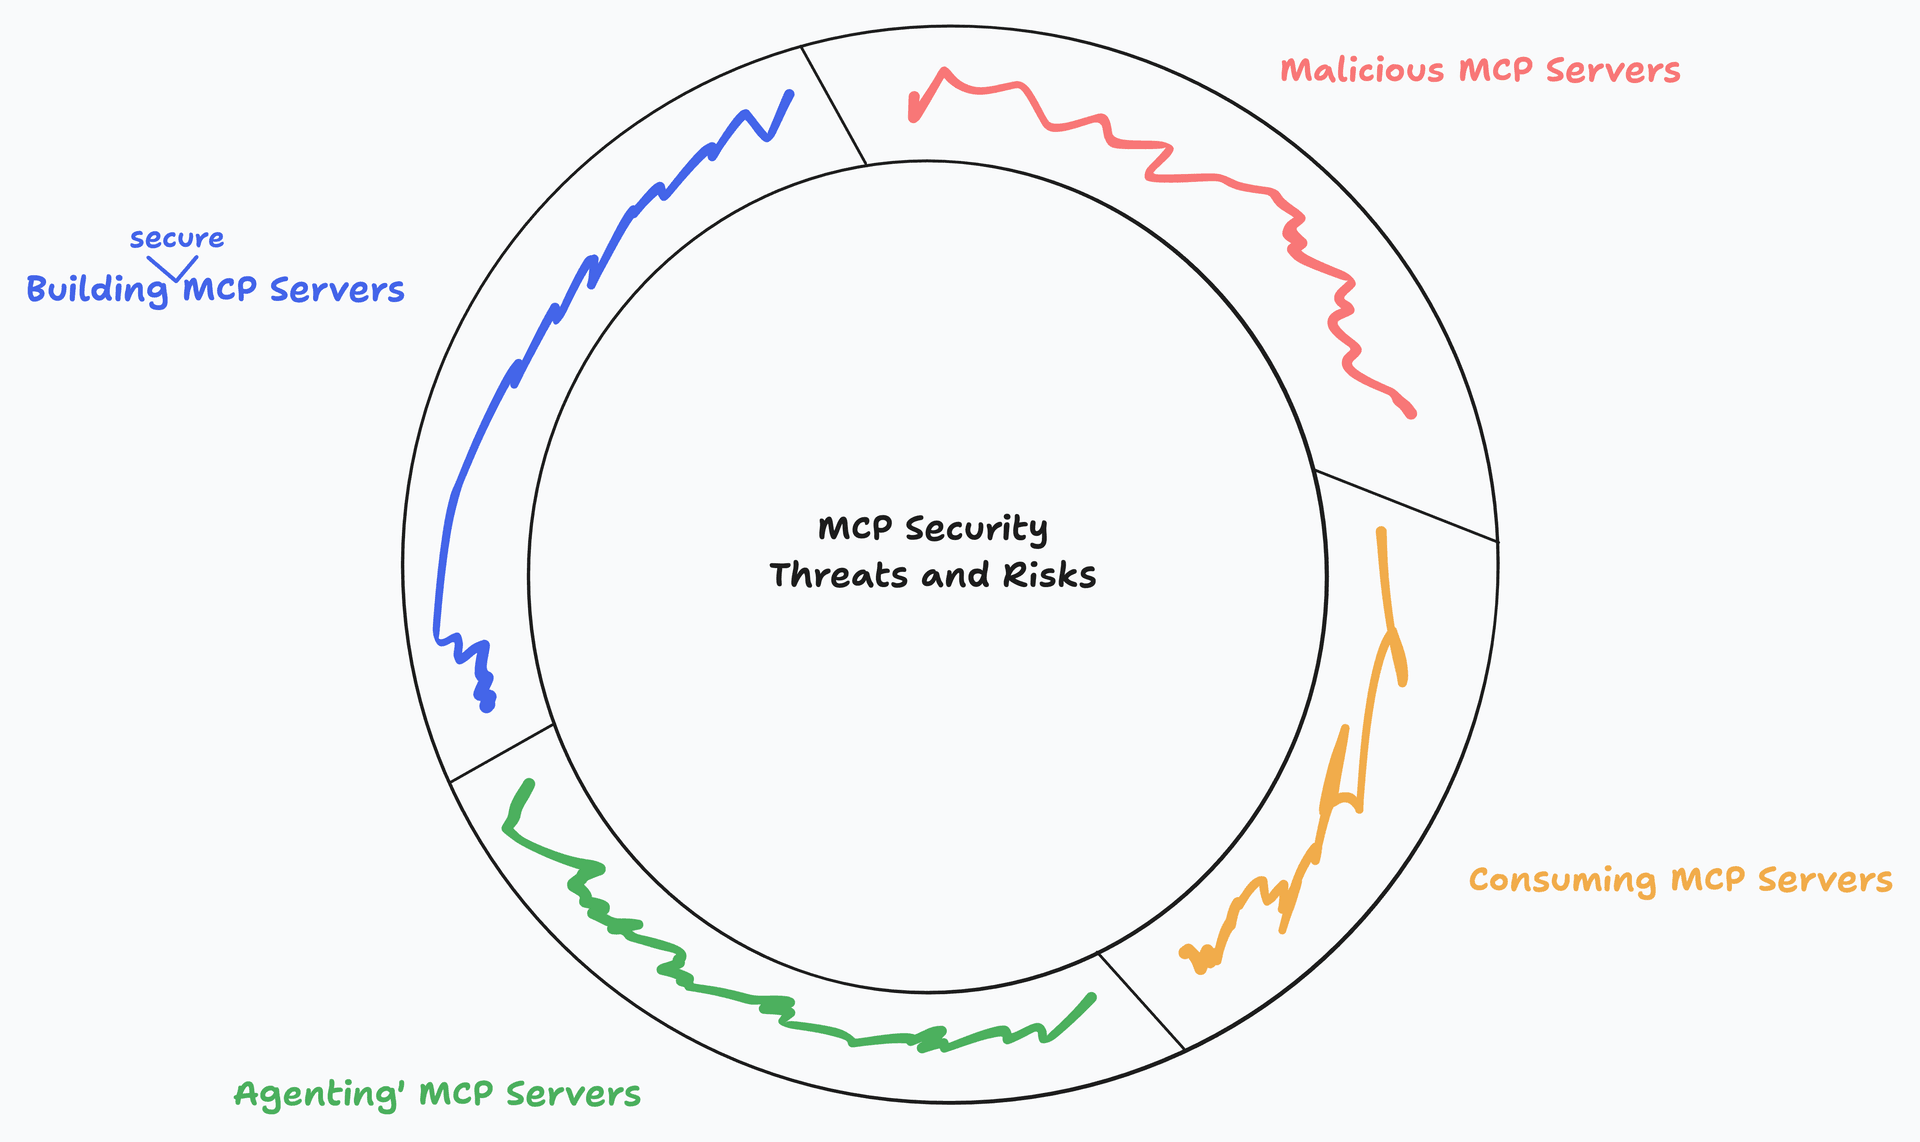 Malicious MCP Servers
secure
Building MCP Servers
MCP Security
Threats and Risks
Consuming MCP Servers
Agenting' MCP Servers